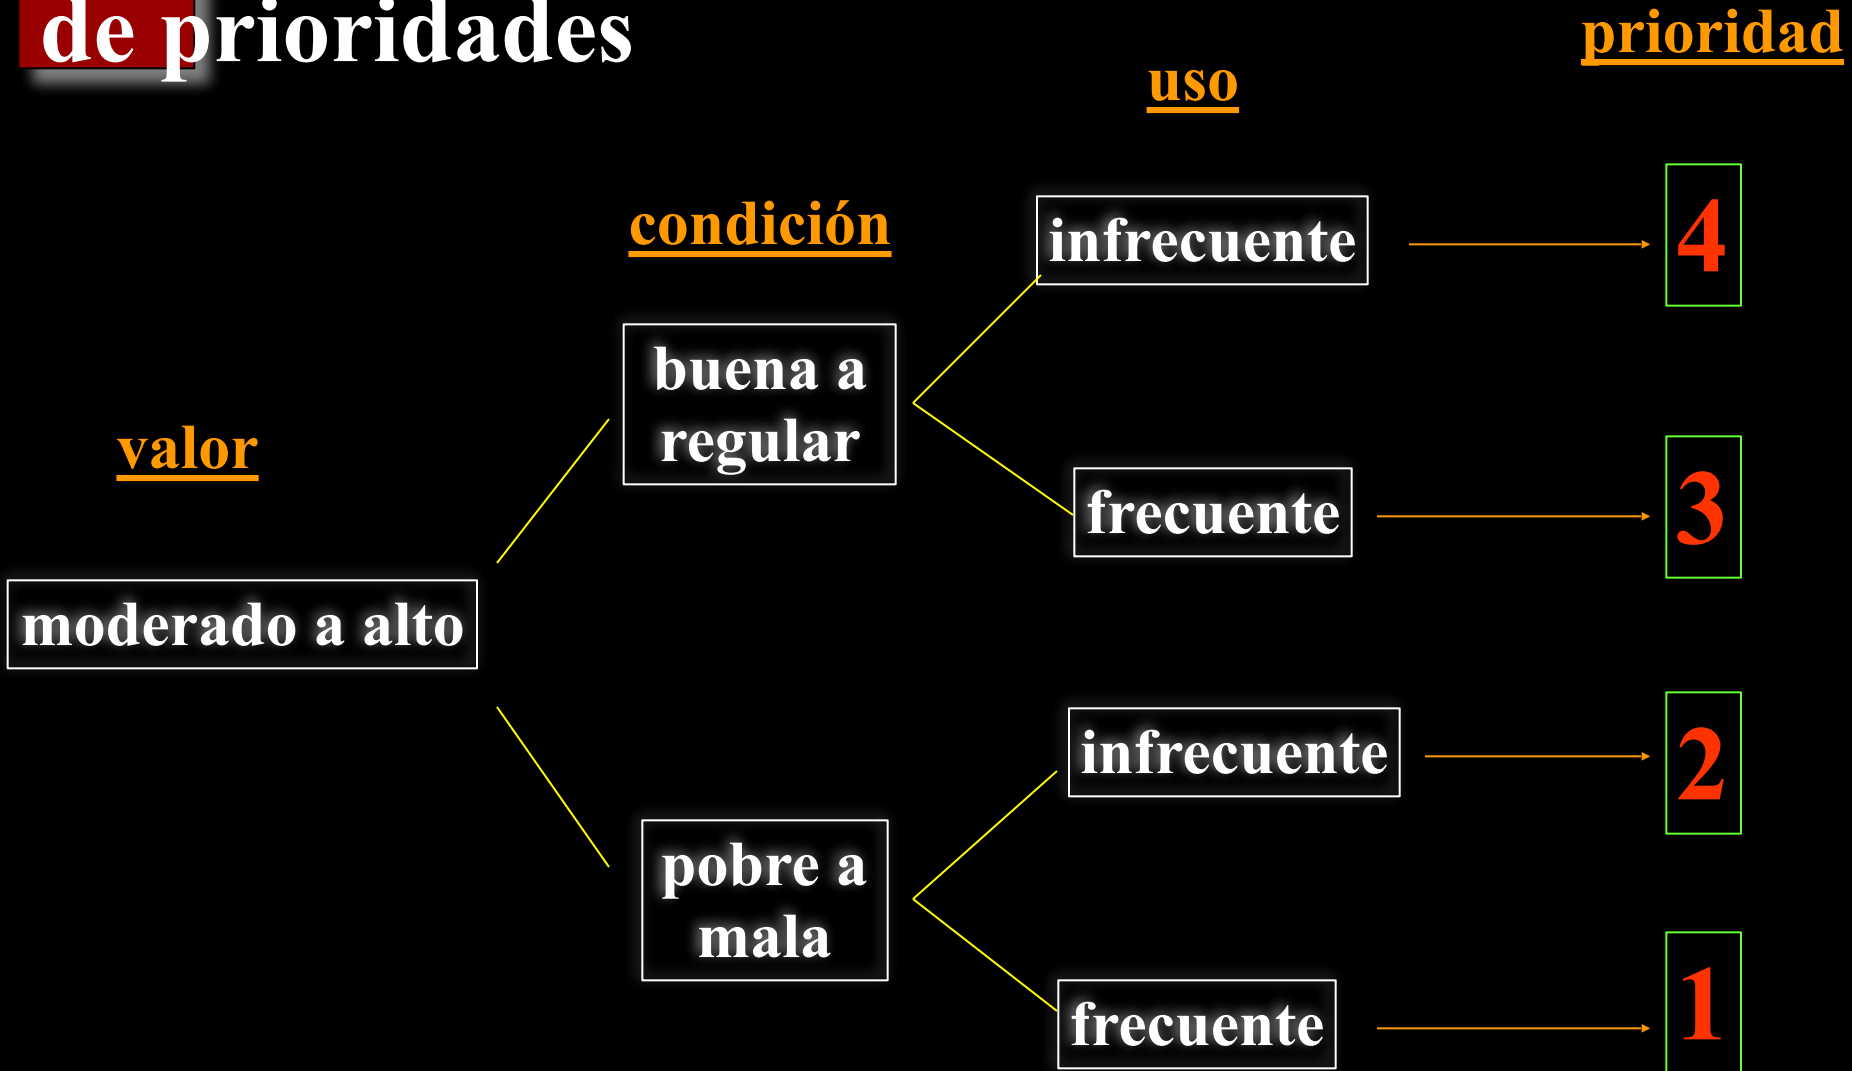 de prioridades
prioridad
uso
condición
valor
infrecuente
4
buena a
regular
frecuente
3
moderado a alto
infrecuente
2
pobre a
mala
frecuente
1